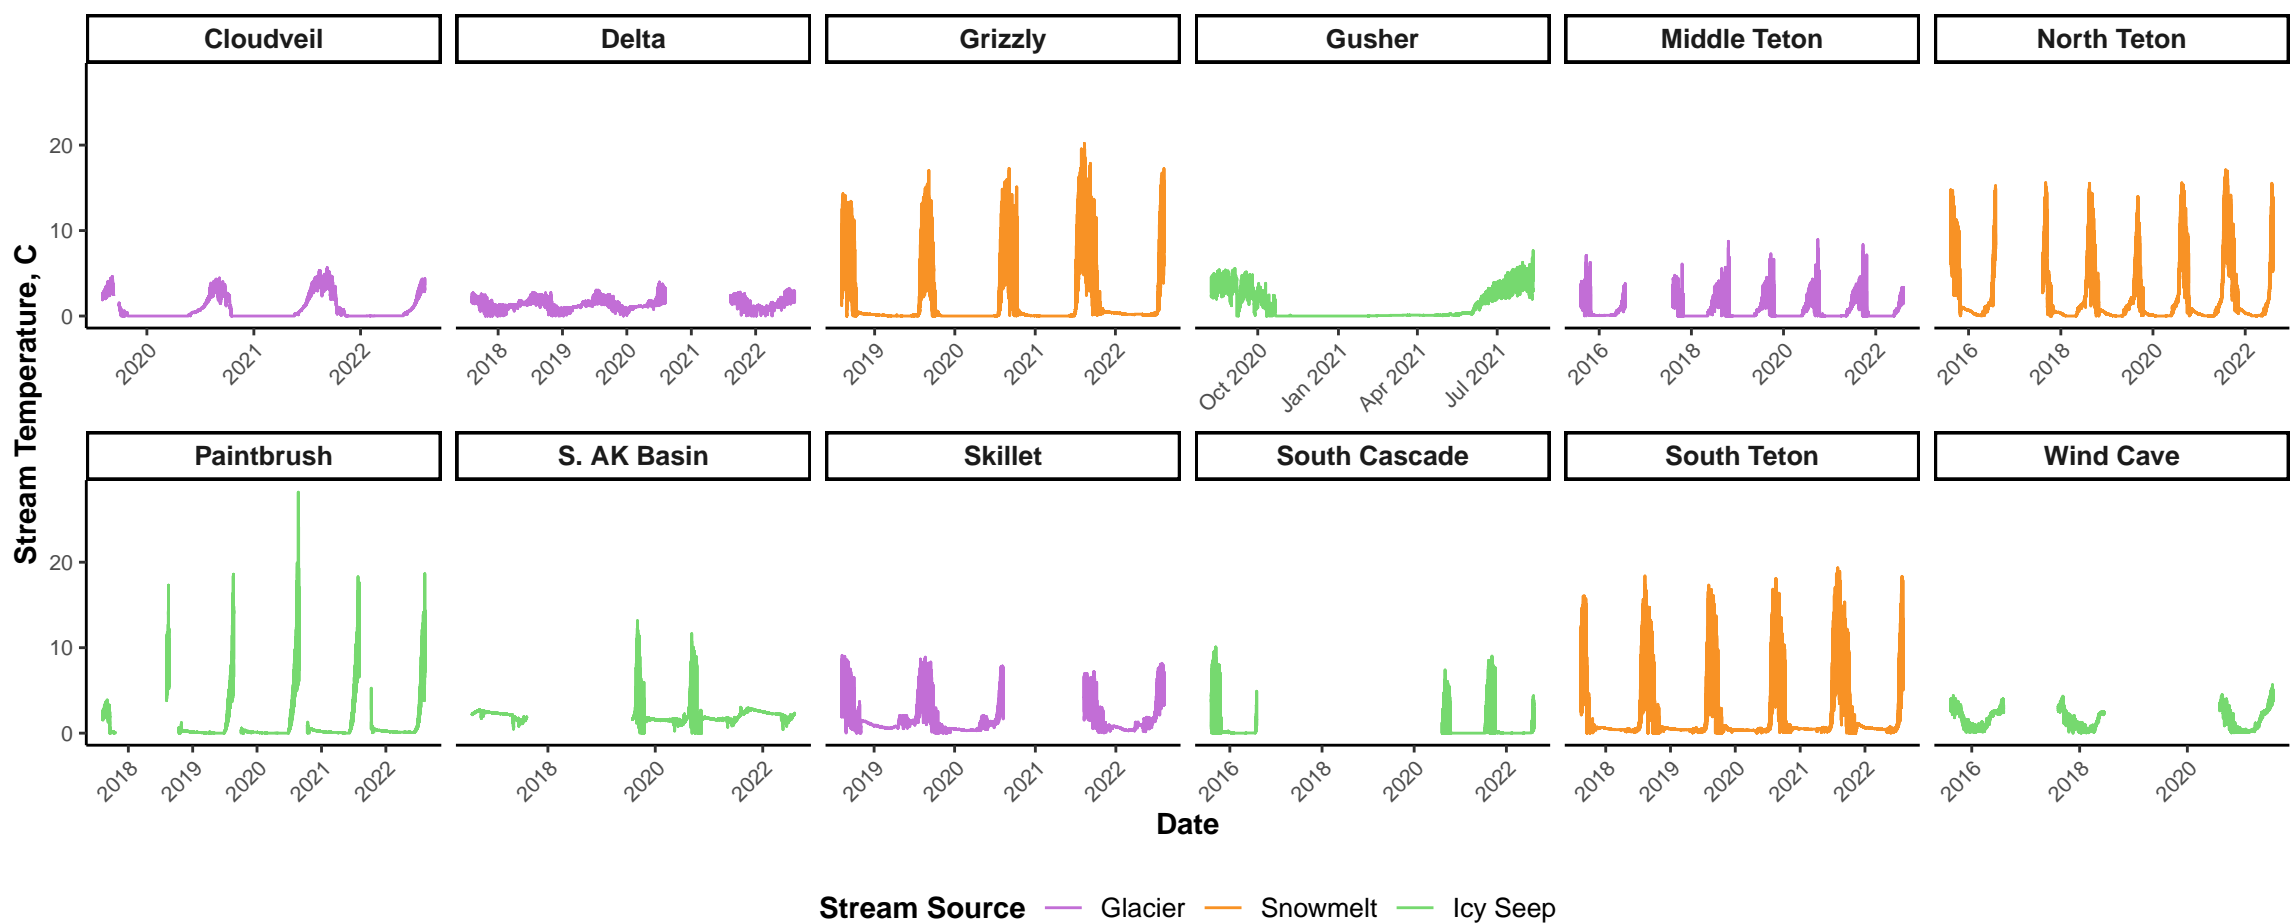 Cloudveil Delta Grizzly Gusher Middle Teton North Teton
20
10
0
2020 2021 2022 2018 2019 2020 2021 2022 2019 2020 2021 2022 Oct 2020 Jan 2021 Apr 2021 Jul 2021 2016 2018 2020 2022 2016 2018 2020 2022
Stream Temperature, C
Paintbrush S. AK Basin Skillet South Cascade South Teton Wind Cave
20
10
0
2018 2019 2020 2021 2022 2018 2020 2022 2019 2020 2021 2022 2016 2018 2020 2022 2018 2019 2020 2021 2022 2016 2018 2020
Date
Stream Source Glacier Snowmelt Icy Seep